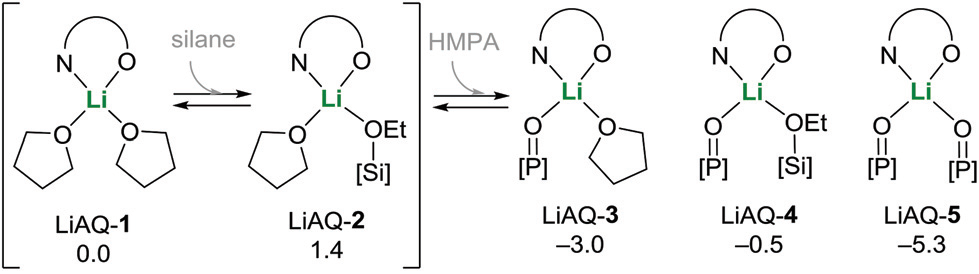 silane
HMPA
N O
Li
O O
N O
Li
O OEt
[Si]
N O
Li
O O
[P]
N O
Li
O OEt
[P] [Si]
N O
Li
O O
[P] [P]
LiAQ-1
0.0
LiAQ-2
1.4
LiAQ-3
–3.0
LiAQ-4
–0.5
LiAQ-5
–5.3